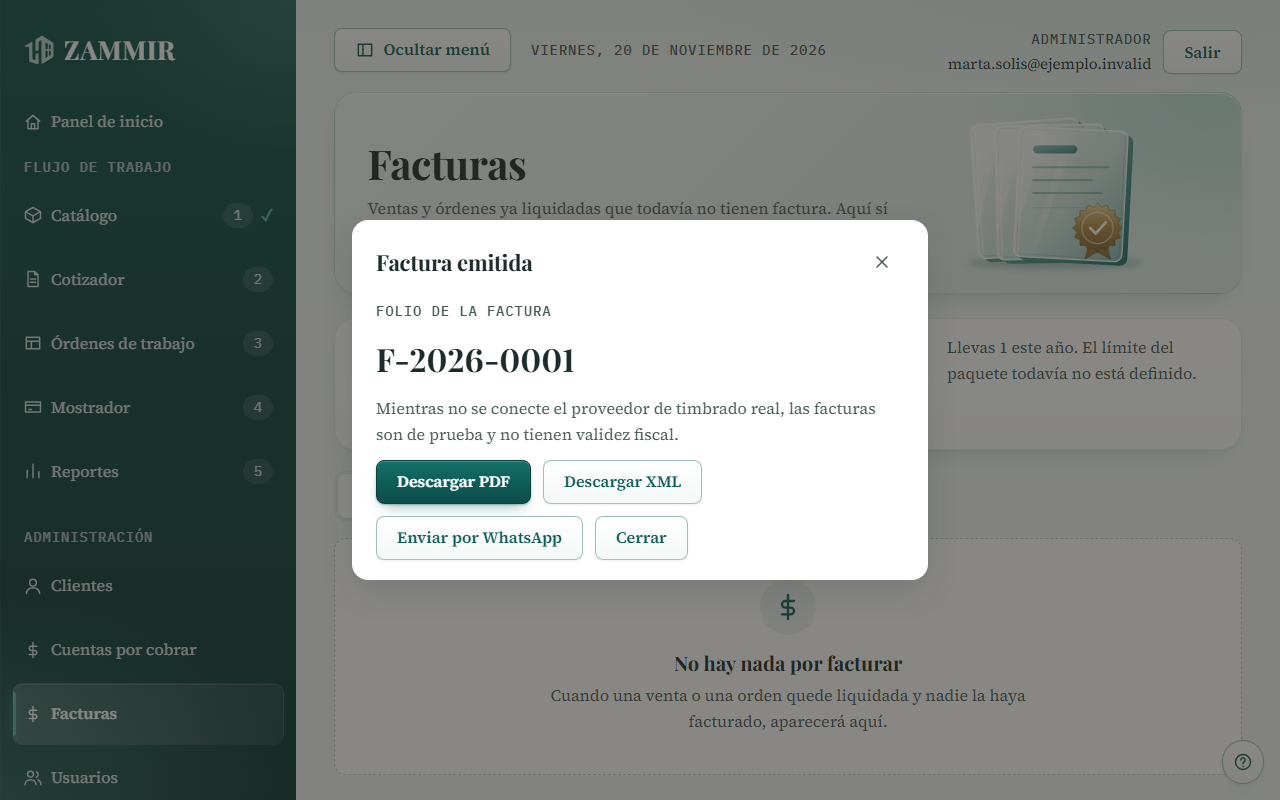 ZAMMIR
Panel de inicio
FLUJO DE TRABAJO
Catálogo 1
Cotizador 2
Órdenes de trabajo 3
Mostrador 4
Reportes 5
ADMINISTRACIÓN
Clientes
Cuentas por cobrar
Facturas
Usuarios
Ocultar menú
VIERNES, 20 DE NOVIEMBRE DE 2026
ADMINISTRADOR
marta.solis@ejemplo.invalid
Salir
Facturas
Ventas y órdenes ya liquidadas que todavía no tienen factura. Aquí sí
Llevas 1 este año. El límite del
paquete todavía no está definido.
Factura emitida
FOLIO DE LA FACTURA
F-2026-0001
Mientras no se conecte el proveedor de timbrado real, las facturas
son de prueba y no tienen validez fiscal.
Descargar PDF
Descargar XML
Enviar por WhatsApp
Cerrar
No hay nada por facturar
Cuando una venta o una orden quede liquidada y nadie la haya
facturado, aparecerá aquí.